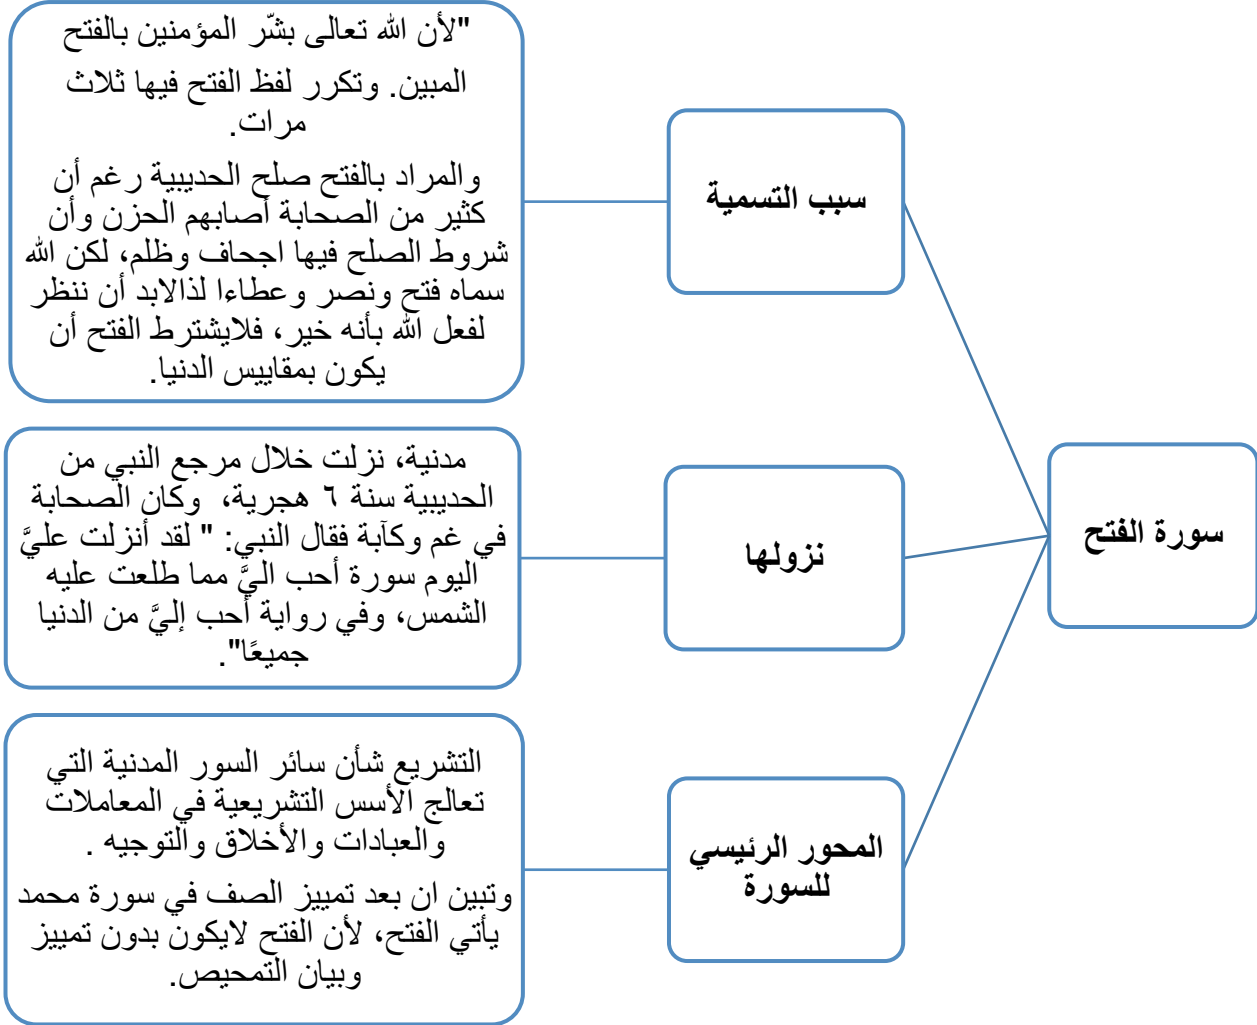 سورة الفتح
سبب التسمية
"لأن الله تعالى بشّر المؤمنين بالفتح
المبين. وتكرر لفظ الفتح فيها ثلاث
مرات.
والمراد بالفتح صلح الحديبية رغم أن
كثير من الصحابة أصابهم الحزن وأن
شروط الصلح فيها اجحاف وظلم، لكن الله
سماه فتح ونصر وعطاءا لذالابد أن ننظر
لفعل الله بأنه خير، فلايشترط الفتح أن
يكون بمقاييس الدنيا.
نزولها
مدنية، نزلت خلال مرجع النبي من
الحديبية سنة ٦ هجرية، وكان الصحابة
في غم وكآبة فقال النبي: " لقد أنزلت عليَّ
اليوم سورة أحب اليَّ مما طلعت عليه
الشمس، وفي رواية أحب إليَّ من الدنيا
جميعًا".
المحور الرئيسي
للسورة
التشريع شأن سائر السور المدنية التي
تعالج الأسس التشريعية في المعاملات
والعبادات والأخلاق والتوجيه .
وتبين ان بعد تمييز الصف في سورة محمد
يأتي الفتح، لأن الفتح لايكون بدون تمييز
وبيان التمحيص.